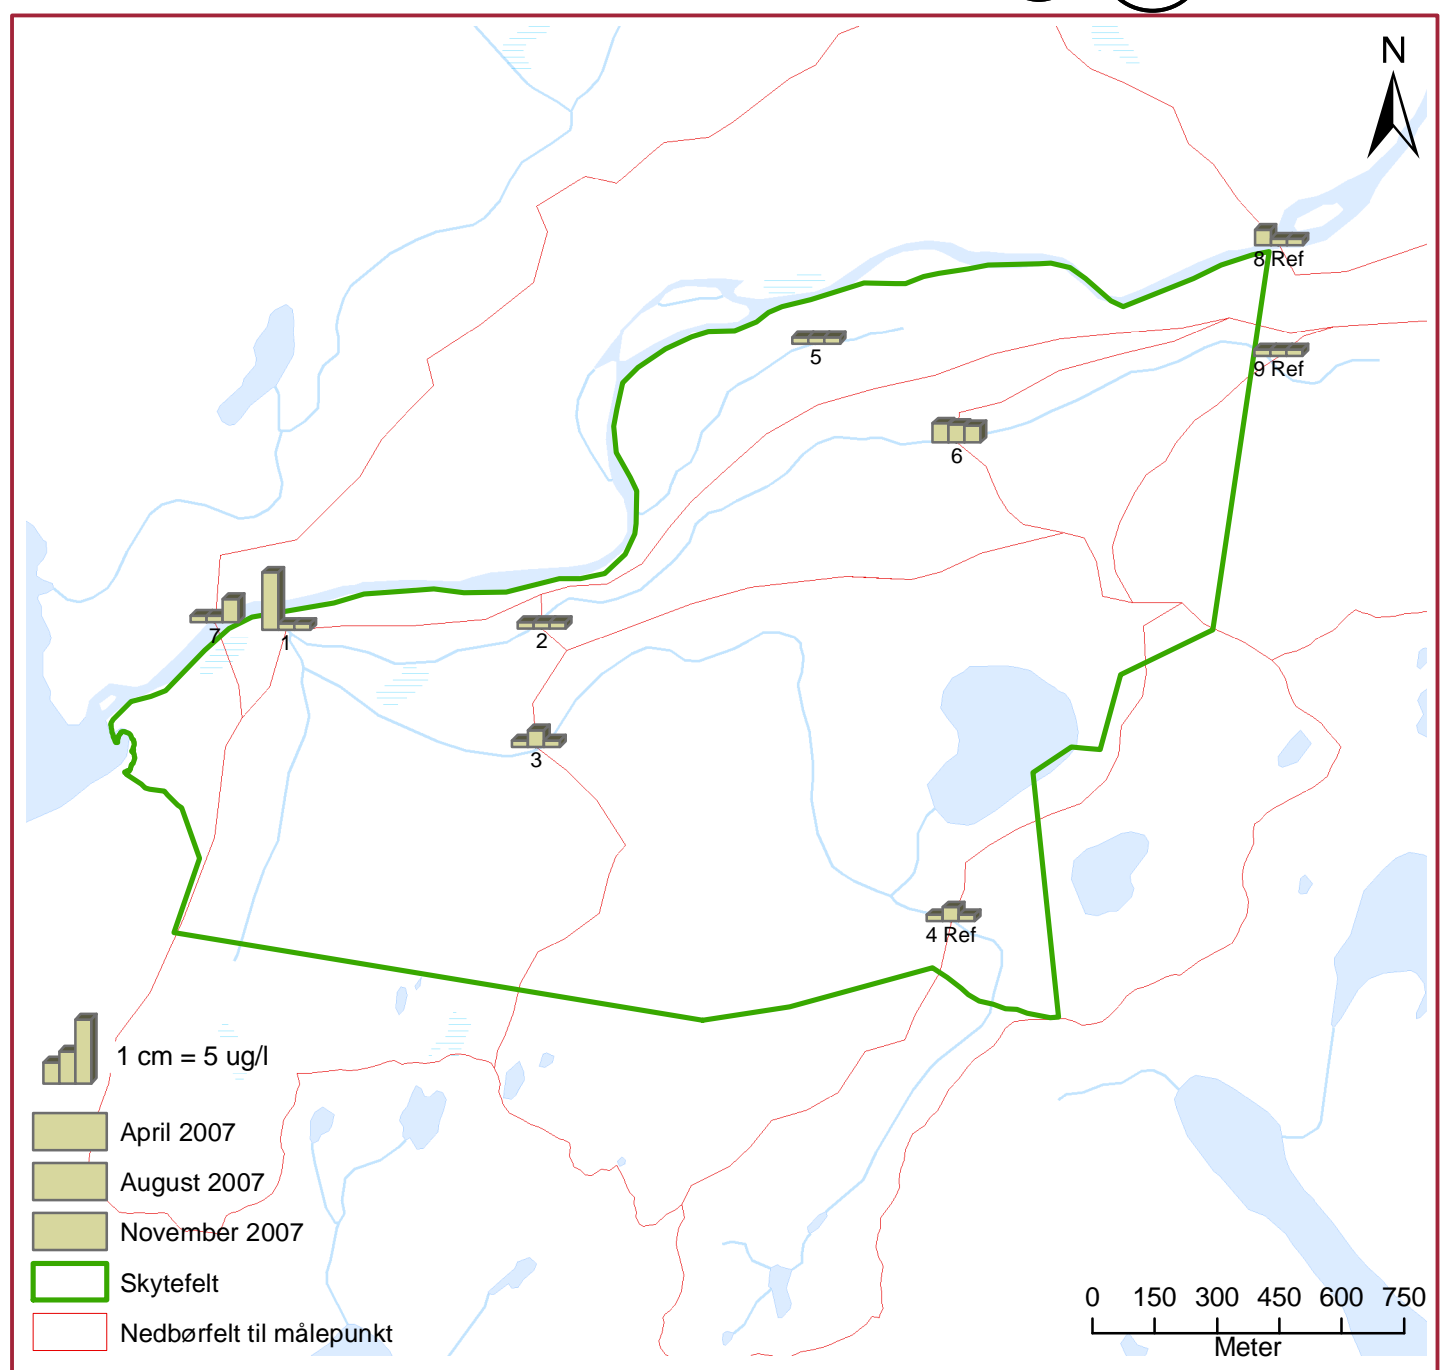 N
8 Ref
5
9 Ref
6
7
1
2
3
4 Ref
1 cm = 5 ug/l
April 2007
August 2007
November 2007
Skytefelt
Nedbørfelt til målepunkt
0 150 300 450 600 750
Meter